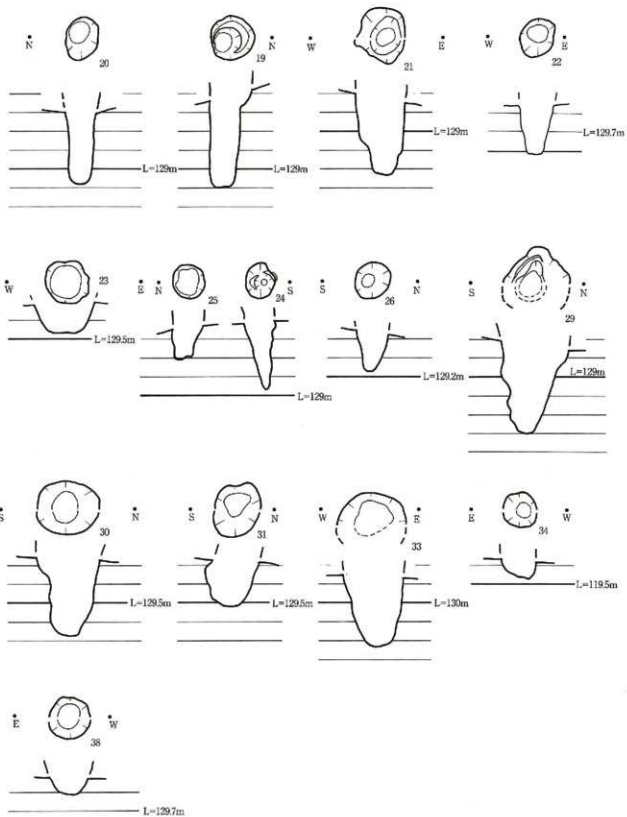 N
20
L=129m
19
N
L=129m
W
21
E
L=129m
W
22
E
L=129.7m
W
23
E
L=129.5m
N
25
24
S
L=129m
S
26
N
L=129.2m
S
29
N
L=129m
S
30
N
L=129.5m
S
31
N
L=129.5m
W
33
E
L=130m
E
34
W
L=119.5m
E
38
W
L=129.7m